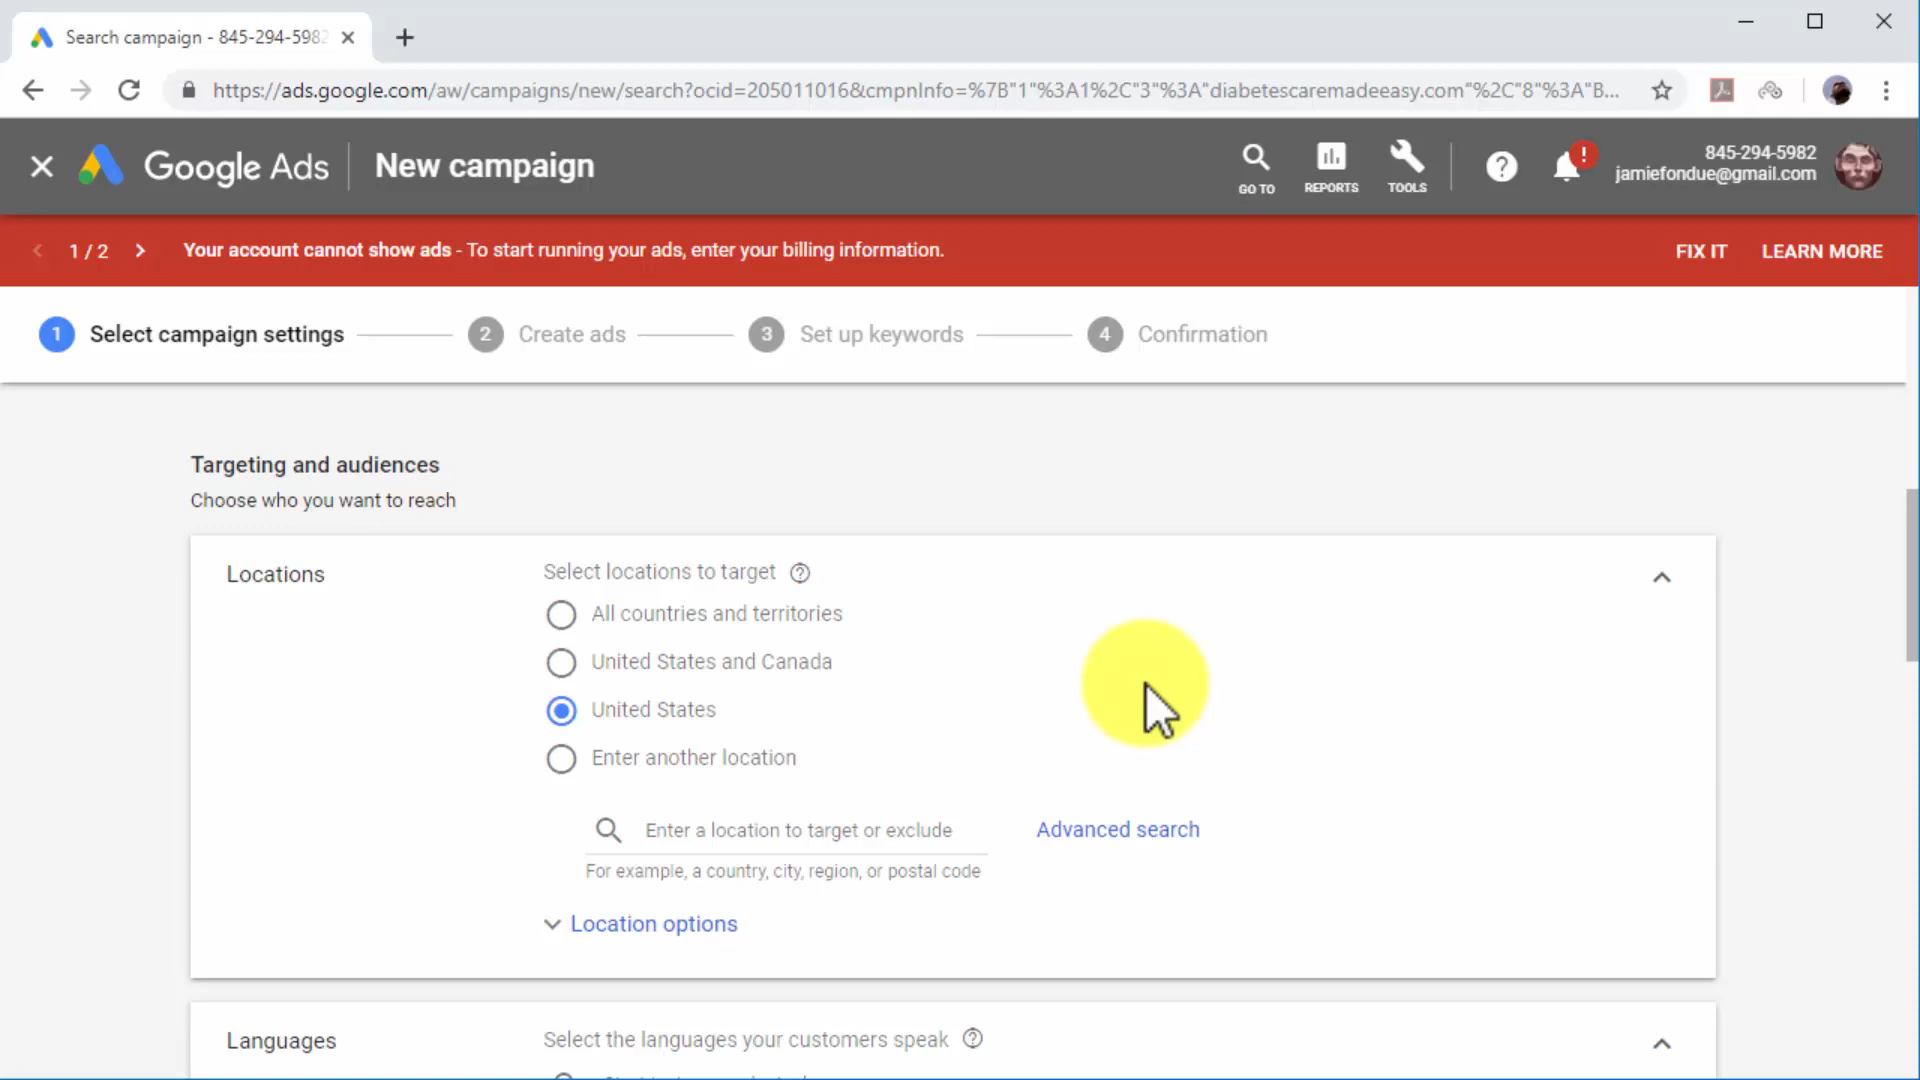 Search campaign - 845-294-5982
https://ads.google.com/aw/campaigns/new/search?ocid=205011016&cmpnInfo=%7B"1"%3A1%2C"3"%3A"diabetescaremadeeasy.com"%2C"8"%3A"B...
Google Ads
New campaign
GO TO
REPORTS
TOOLS
845-294-5982
jamiefondue@gmail.com
1 / 2
Your account cannot show ads - To start running your ads, enter your billing information.
FIX IT
LEARN MORE
1 Select campaign settings
2 Create ads
3 Set up keywords
4 Confirmation
Targeting and audiences
Choose who you want to reach
Locations
Select locations to target
All countries and territories
United States and Canada
United States
Enter another location
Enter a location to target or exclude
Advanced search
For example, a country, city, region, or postal code
Location options
Languages
Select the languages your customers speak